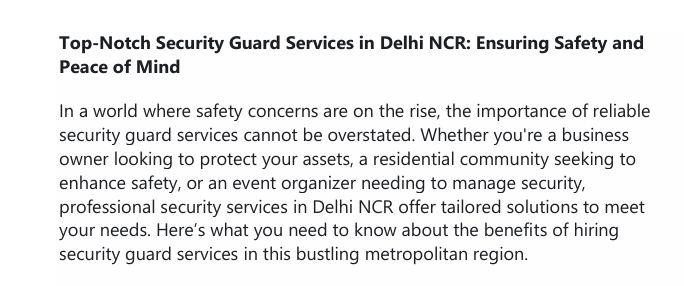 Top-Notch Security Guard Services in Delhi NCR: Ensuring Safety and
Peace of Mind
In a world where safety concerns are on the rise, the importance of reliable
security guard services cannot be overstated. Whether you're a business
owner looking to protect your assets, a residential community seeking to
enhance safety, or an event organizer needing to manage security,
professional security services in Delhi NCR offer tailored solutions to meet
your needs. Here’s what you need to know about the benefits of hiring
security guard services in this bustling metropolitan region.